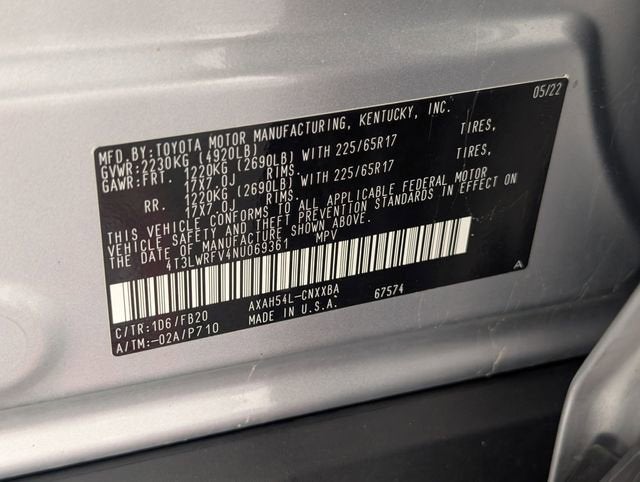 05/22
MFD.BY:TOYOTA MOTOR MANUFACTURING, KENTUCKY, INC.
GVWR:2230KG (4920LB)
GAWR:FRT. 1220KG (2690LB) WITH 225/65R17 TIRES,
17X7.0J RIMS.
RR. 1220KG (2690LB) WITH 225/65R17 TIRES,
17X7.0J RIMS.
THIS VEHICLE CONFORMS TO ALL APPLICABLE FEDERAL MOTOR
VEHICLE SAFETY AND THEFT PREVENTION STANDARDS IN EFFECT ON
THE DATE OF MANUFACTURE SHOWN ABOVE.
4T3LWRFV4NU069361 MPV
C/TR:1D6/FB20 AXAH54L-CNXXBA 67574
A/TM:-02A/P710 MADE IN U.S.A. A